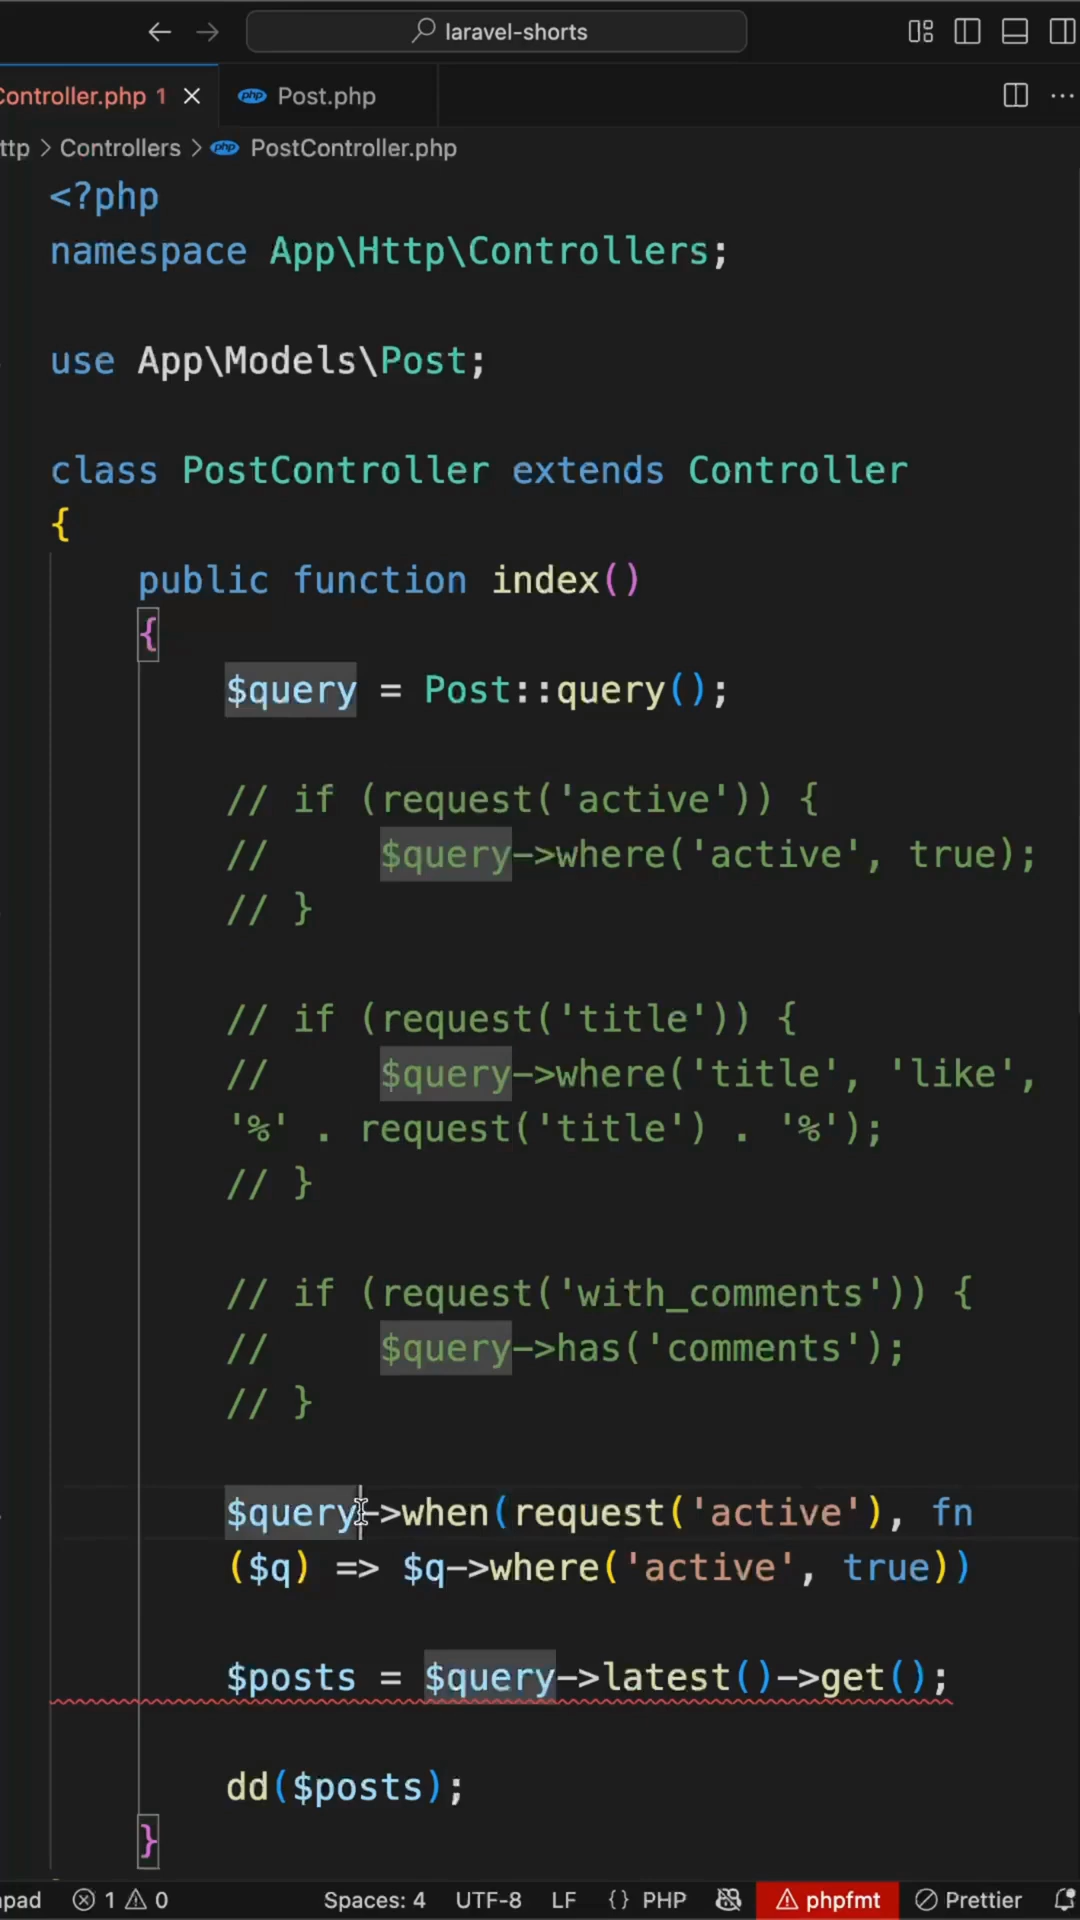 laravel-shorts
Controller.php 1
php Post.php
ttp > Controllers > php PostController.php
<?php
namespace App\Http\Controllers;
use App\Models\Post;
class PostController extends Controller
{
public function index()
{
$query = Post::query();
// if (request('active')) {
//     $query->where('active', true);
// }
// if (request('title')) {
//     $query->where('title', 'like',
'%' . request('title') . '%');
// }
// if (request('with_comments')) {
//     $query->has('comments');
// }
$query->when(request('active'), fn
($q) => $q->where('active', true))
$posts = $query->latest()->get();
dd($posts);
}
pad 1 0 Spaces: 4 UTF-8 LF {} PHP phpfmt Prettier